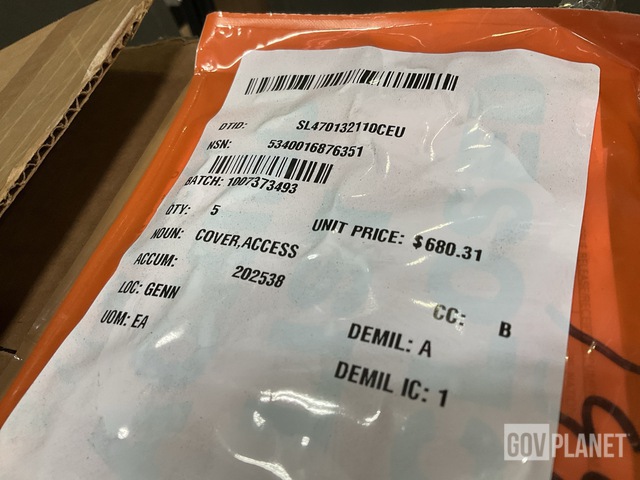 DTID: SL470132110CEU
NSN: 5340016876351
BATCH: 1007373493
QTY: 5 UNIT PRICE: $680.31
NOUN: COVER,ACCESS
ACCUM: 202538
LOC: GENN CC: B
UOM: EA DEMIL: A
DEMIL IC: 1
GOVPLANET